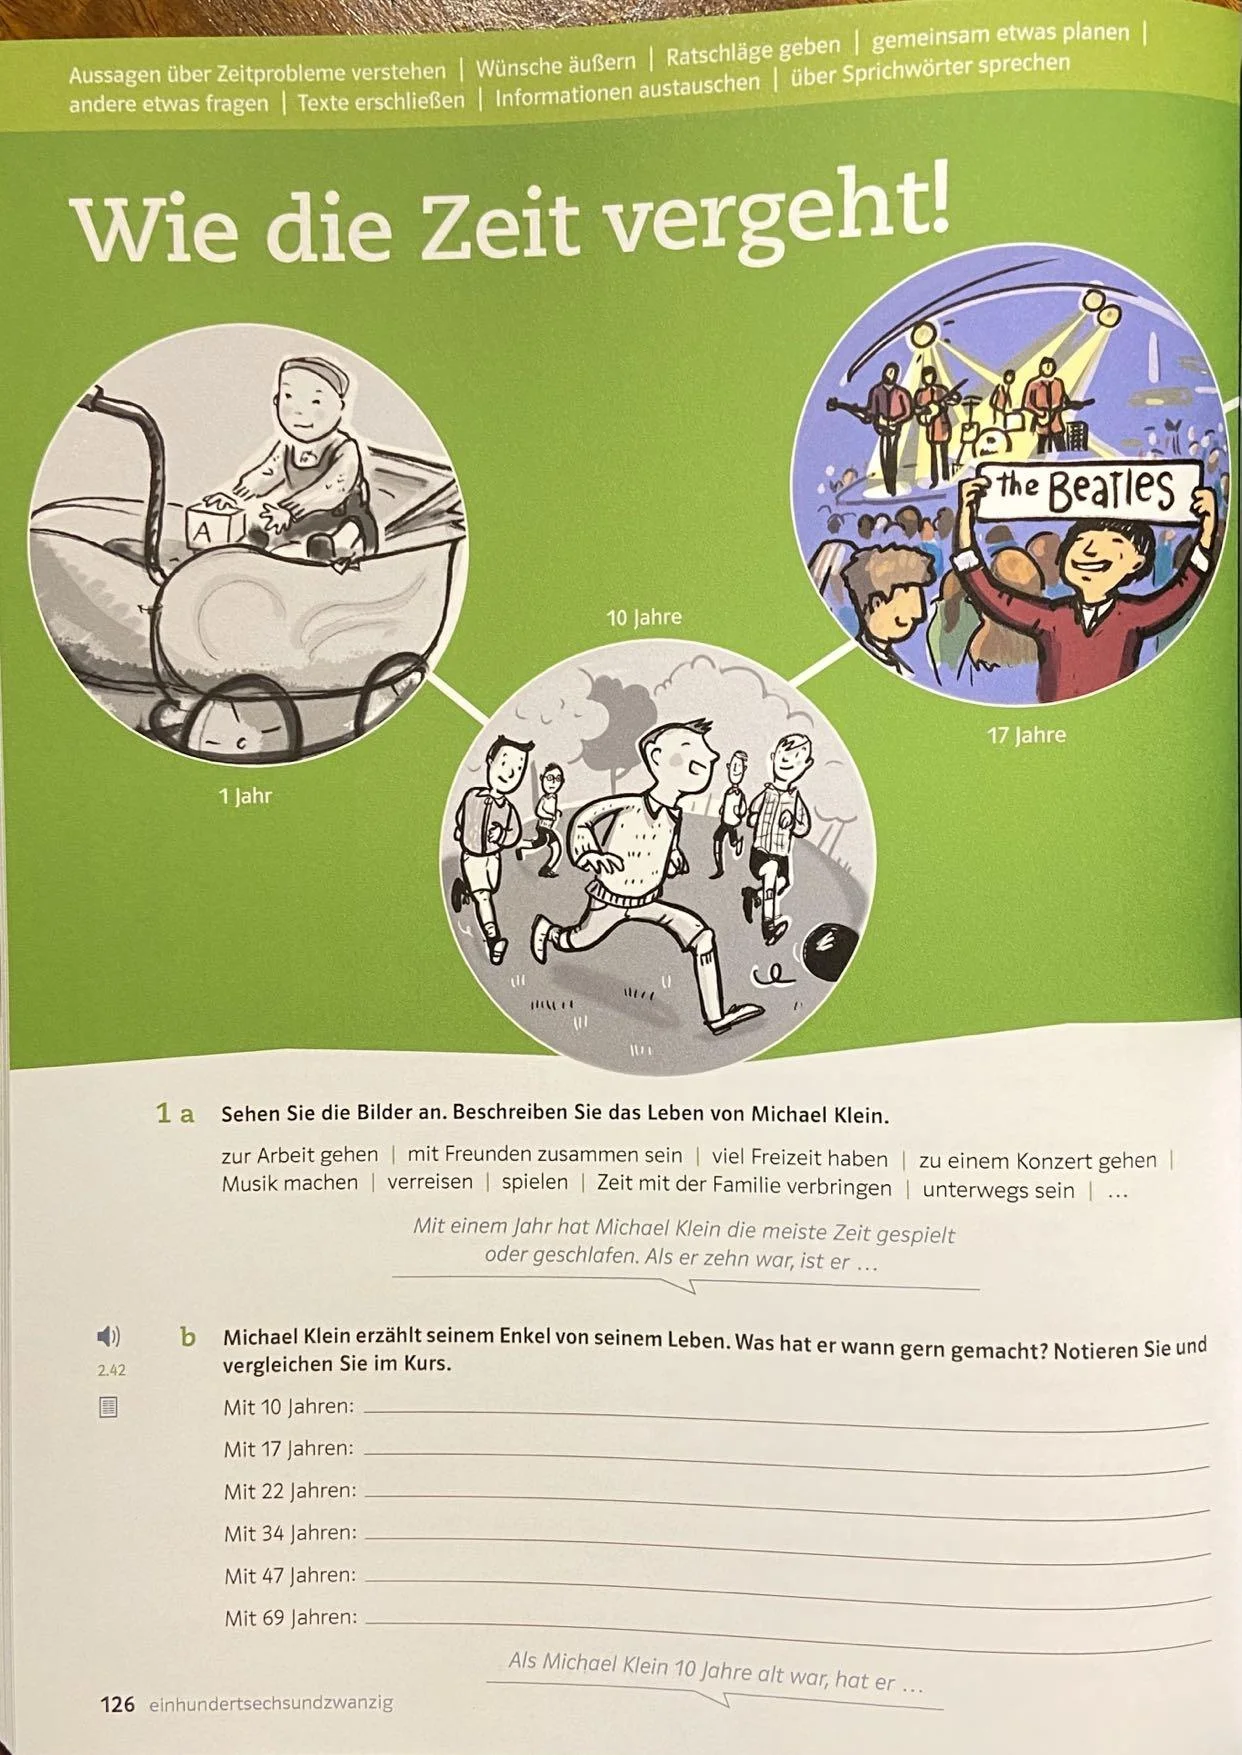 Aussagen über Zeitprobleme verstehen | Wünsche äußern | Ratschläge geben | gemeinsam etwas planen |
andere etwas fragen | Texte erschließen | Informationen austauschen | über Sprichwörter sprechen
Wie die Zeit vergeht!
A
the BeaTles
10 Jahre
17 Jahre
1 Jahr
1 a Sehen Sie die Bilder an. Beschreiben Sie das Leben von Michael Klein.
zur Arbeit gehen | mit Freunden zusammen sein | viel Freizeit haben | zu einem Konzert gehen |
Musik machen | verreisen | spielen | Zeit mit der Familie verbringen | unterwegs sein | ...
Mit einem Jahr hat Michael Klein die meiste Zeit gespielt
oder geschlafen. Als er zehn war, ist er ...
b Michael Klein erzählt seinem Enkel von seinem Leben. Was hat er wann gern gemacht? Notieren Sie und
2.42 vergleichen Sie im Kurs.
Mit 10 Jahren:
Mit 17 Jahren:
Mit 22 Jahren:
Mit 34 Jahren:
Mit 47 Jahren:
Mit 69 Jahren:
Als Michael Klein 10 Jahre alt war, hat er ...
126 einhundertsechsundzwanzig